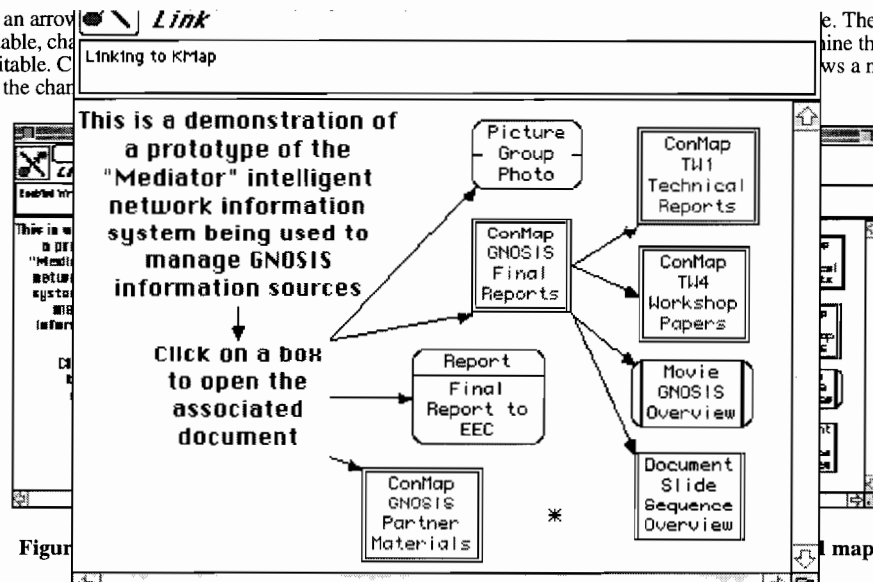 an arrow
Link
e. The
able, cha
Linking to KMap
ine th
itable. C
ws a n
the chan
This is a demonstration of
a prototype of the
"Mediator" intelligent
network information
system being used to
manage GNOSIS
information sources
Click on a box
to open the
associated
document
Picture
Group
Photo
ConMap
GNOSIS
Final
Reports
ConMap
TW1
Technical
Reports
ConMap
TW4
Workshop
Papers
Report
Final
Report to
EEC
Movie
GNOSIS
Overview
ConMap
GNOSIS
Partner
Materials
Document
Slide
Sequence
Overview
*
Figur
map